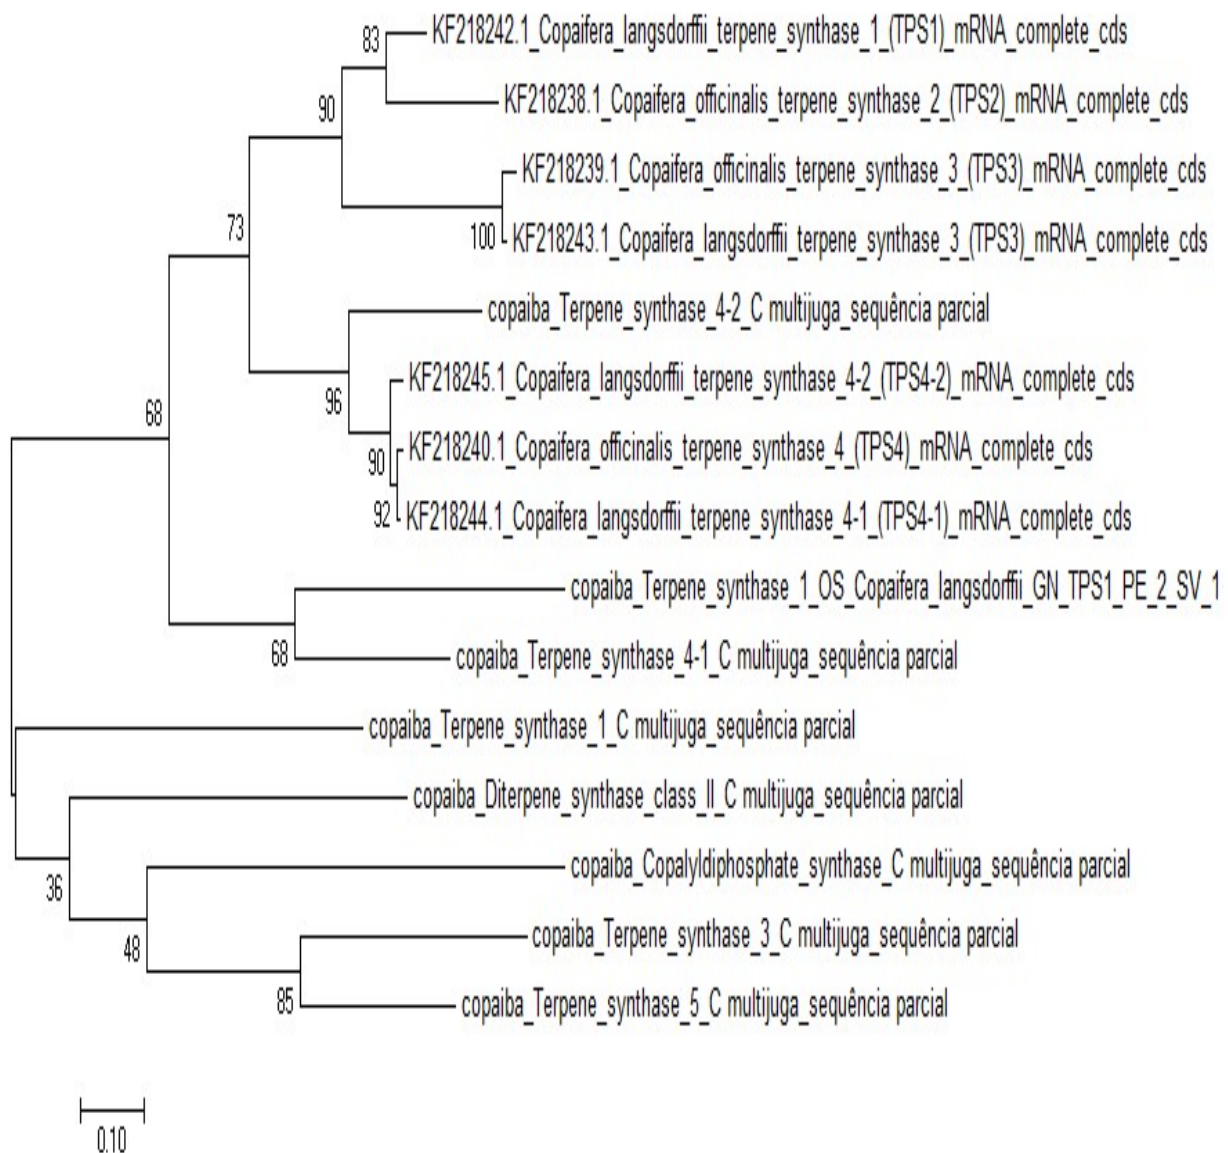 83
KF218242.1_Copaifera_langsdorffii_terpene_synthase_1_(TPS1)_mRNA_complete_cds
90
KF218238.1_Copaifera_officinalis_terpene_synthase_2_(TPS2)_mRNA_complete_cds
KF218239.1_Copaifera_officinalis_terpene_synthase_3_(TPS3)_mRNA_complete_cds
73
100
KF218243.1_Copaifera_langsdorffii_terpene_synthase_3_(TPS3)_mRNA_complete_cds
copaiba_Terpene_synthase_4-2_C multijuga_sequência parcial
KF218245.1_Copaifera_langsdorffii_terpene_synthase_4-2_(TPS4-2)_mRNA_complete_cds
96
68
KF218240.1_Copaifera_officinalis_terpene_synthase_4_(TPS4)_mRNA_complete_cds
90
92
KF218244.1_Copaifera_langsdorffii_terpene_synthase_4-1_(TPS4-1)_mRNA_complete_cds
copaiba_Terpene_synthase_1_OS_Copaifera_langsdorffii_GN_TPS1_PE_2_SV_1
68
copaiba_Terpene_synthase_4-1_C multijuga_sequência parcial
copaiba_Terpene_synthase_1_C multijuga_sequência parcial
copaiba_Diterpene_synthase_class_II_C multijuga_sequência parcial
36
copaiba_Copalyldiphosphate_synthase_C multijuga_sequência parcial
48
copaiba_Terpene_synthase_3_C multijuga_sequência parcial
85
copaiba_Terpene_synthase_5_C multijuga_sequência parcial
0.10